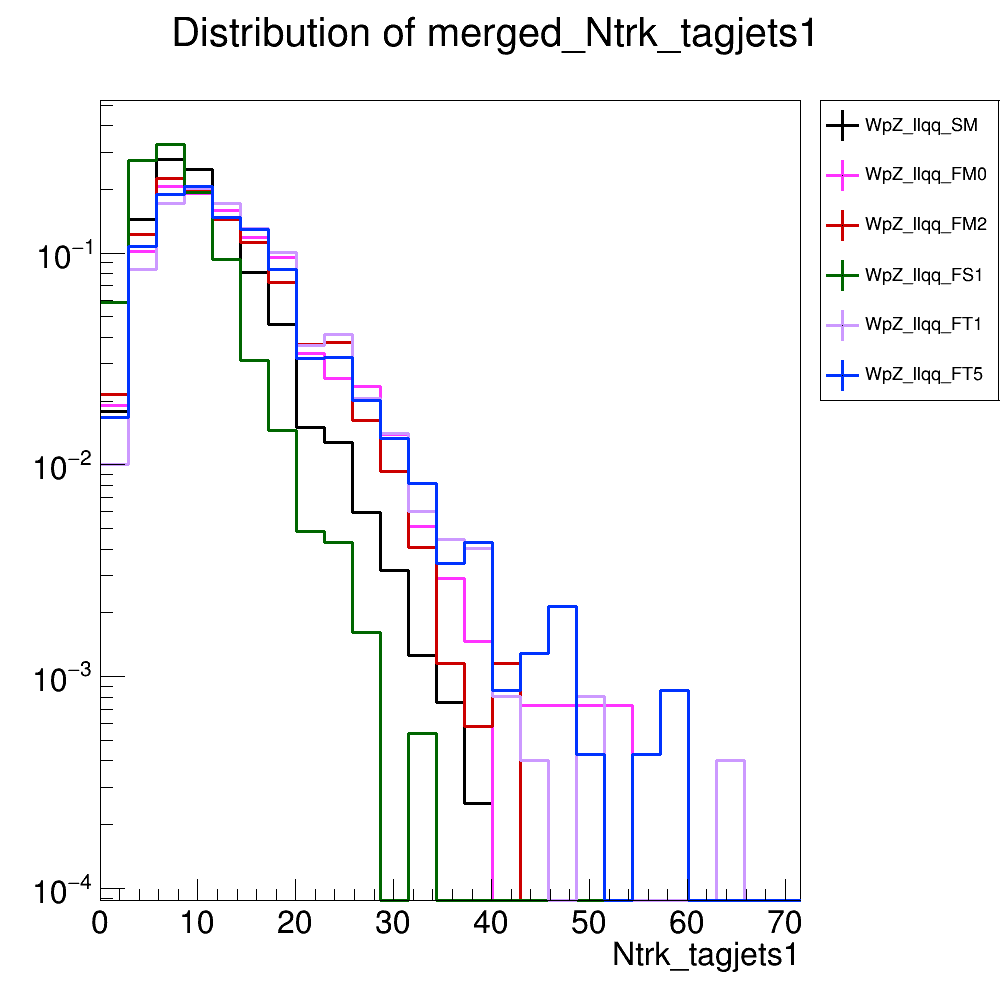 Distribution of merged_Ntrk_tagjets1
WpZ_llqq_SM
WpZ_llqq_FM0
WpZ_llqq_FM2
WpZ_llqq_FS1
WpZ_llqq_FT1
WpZ_llqq_FT5
10⁻¹
10⁻²
10⁻³
10⁻⁴
0 10 20 30 40 50 60 70
Ntrk_tagjets1